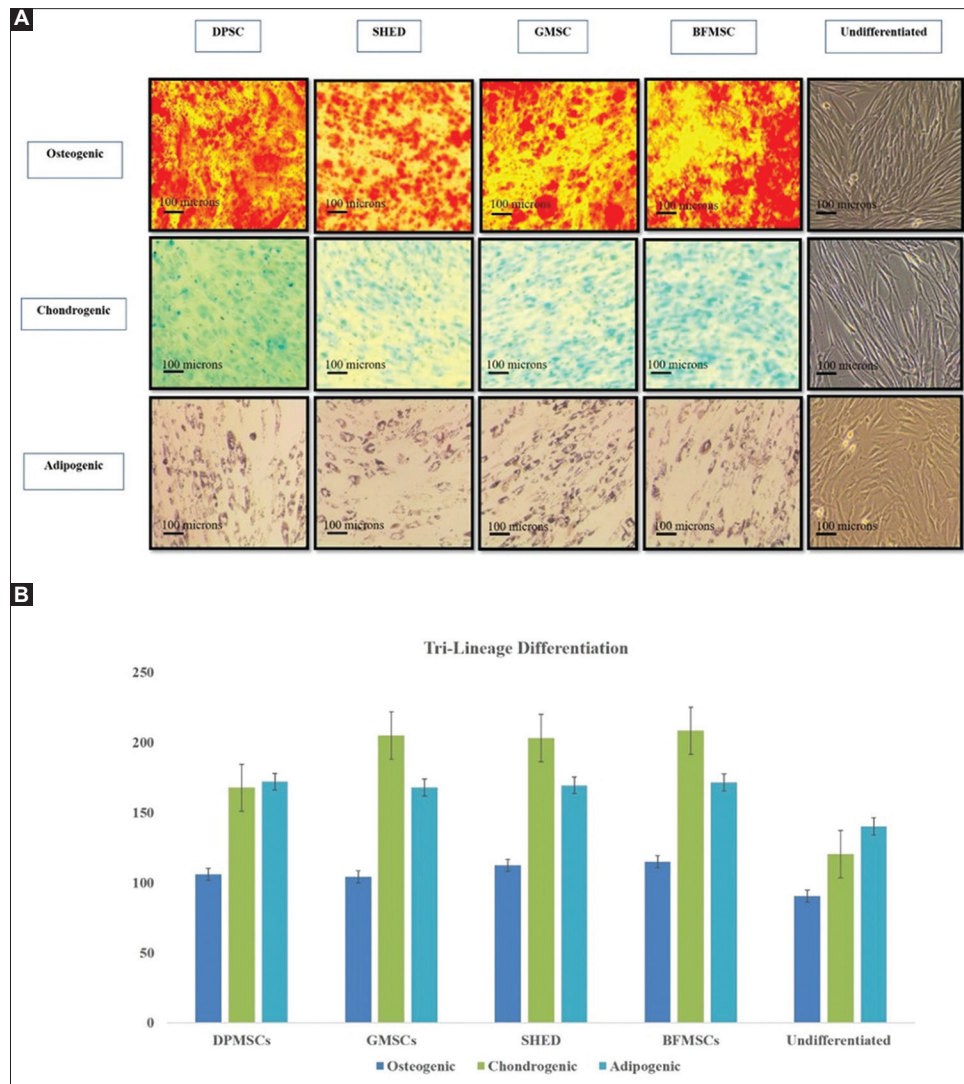 A
DPSC SHED GMSC BFMSC Undifferentiated
Osteogenic
100 microns 100 microns 100 microns 100 microns 100 microns
Chondrogenic
100 microns 100 microns 100 microns 100 microns 100 microns
Adipogenic
100 microns 100 microns 100 microns 100 microns 100 microns
B
Tri-Lineage Differentiation
250
200
150
100
50
0
DPMSCs GMSCs SHED BFMSCs Undifferentiated
Osteogenic Chondrogenic Adipogenic